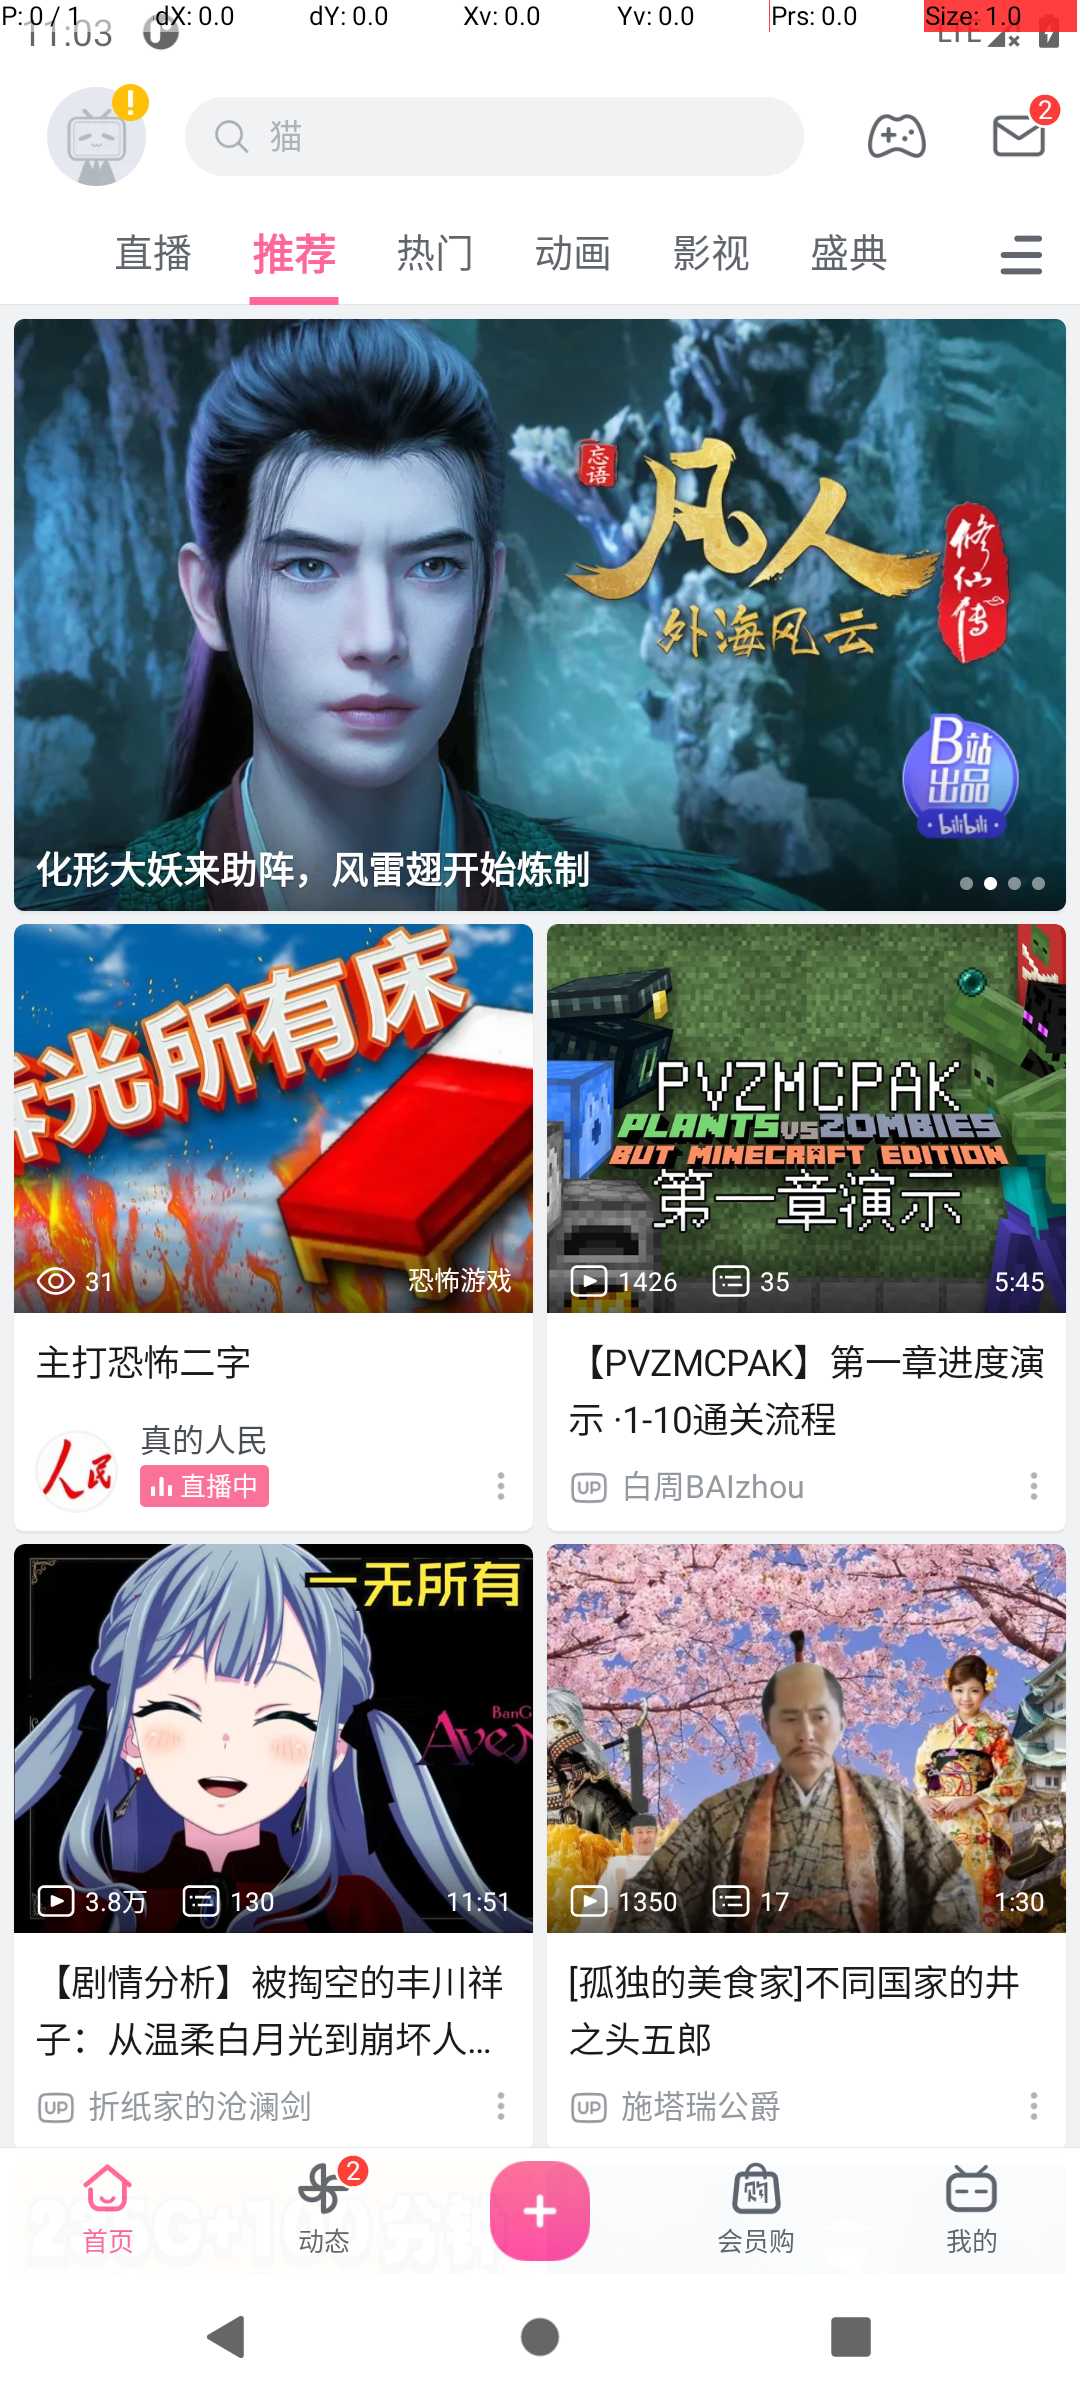 P: 0 / 1 dX: 0.0 dY: 0.0 Xv: 0.0 Yv: 0.0 Prs: 0.0 Size: 1.0
11:03 LTE
猫
2
直播 推荐 热门 动画 影视 盛典
忘语
凡人
修仙传
外海风云
B站
出品
bilibili
化形大妖来助阵，风雷翅开始炼制
光所有床
31 恐怖游戏
主打恐怖二字
人民
真的人民
直播中
PVZMCPAK
PLANTS VS ZOMBIES
BUT MINECRAFT EDITION
第一章演示
1426 35 5:45
【PVZMCPAK】第一章进度演
示 ·1-10通关流程
UP 白周BAIzhou
一无所有
BanG
Ave
3.8万 130 11:51
【剧情分析】被掏空的丰川祥
子：从温柔白月光到崩坏人...
UP 折纸家的沧澜剑
1350 17 1:30
[孤独的美食家]不同国家的井
之头五郎
UP 施塔瑞公爵
首页 动态 2 会员购 我的